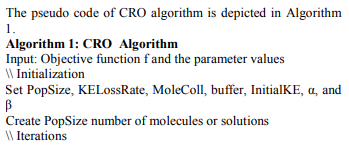 The pseudo code of CRO algorithm is depicted in Algorithm
1.
Algorithm 1: CRO Algorithm
Input: Objective function f and the parameter values
\\ Initialization
Set PopSize, KELossRate, MoleColl, buffer, InitialKE, α, and
β
Create PopSize number of molecules or solutions
\\ Iterations